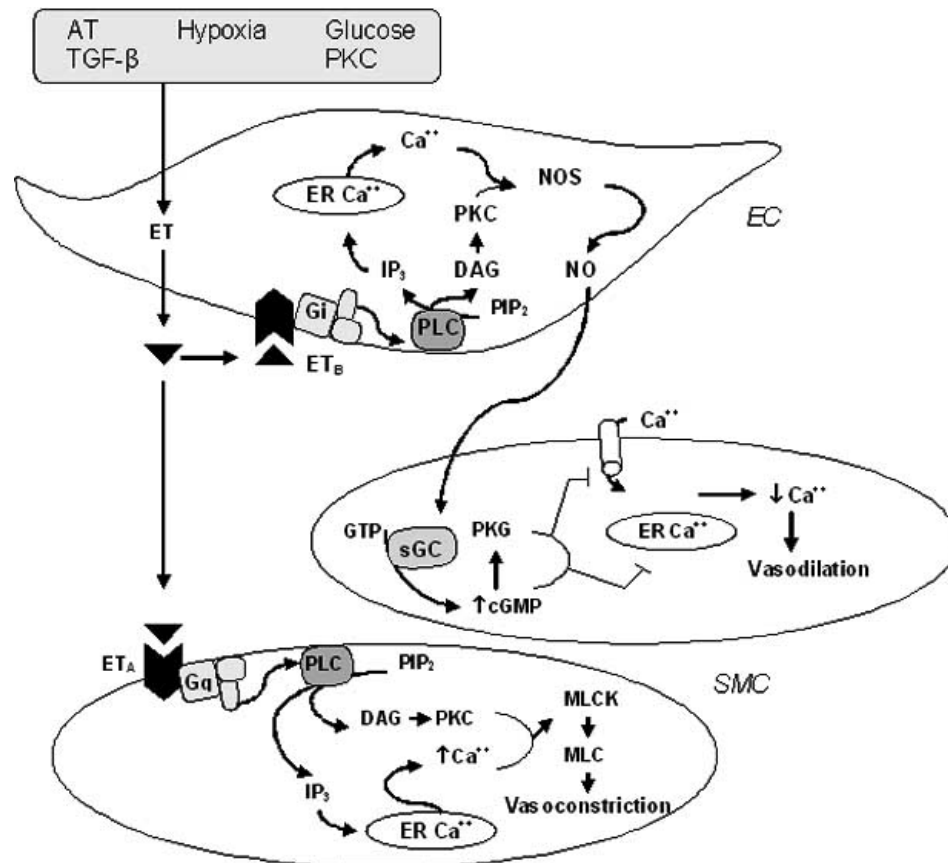 AT Hypoxia Glucose
TGF-β PKC
Ca⁺⁺
ER Ca⁺⁺
NOS
PKC
EC
ET
IP₃ DAG NO
Gi
PLC
PIP₂
ET_B
Ca⁺⁺
GTP
sGC
PKG
↓Ca⁺⁺
ER Ca⁺⁺
Vasodilation
↑cGMP
ET_A
Gq
PLC
PIP₂
SMC
DAG
PKC
MLCK
↑Ca⁺⁺
MLC
IP₃
Vasoconstriction
ER Ca⁺⁺